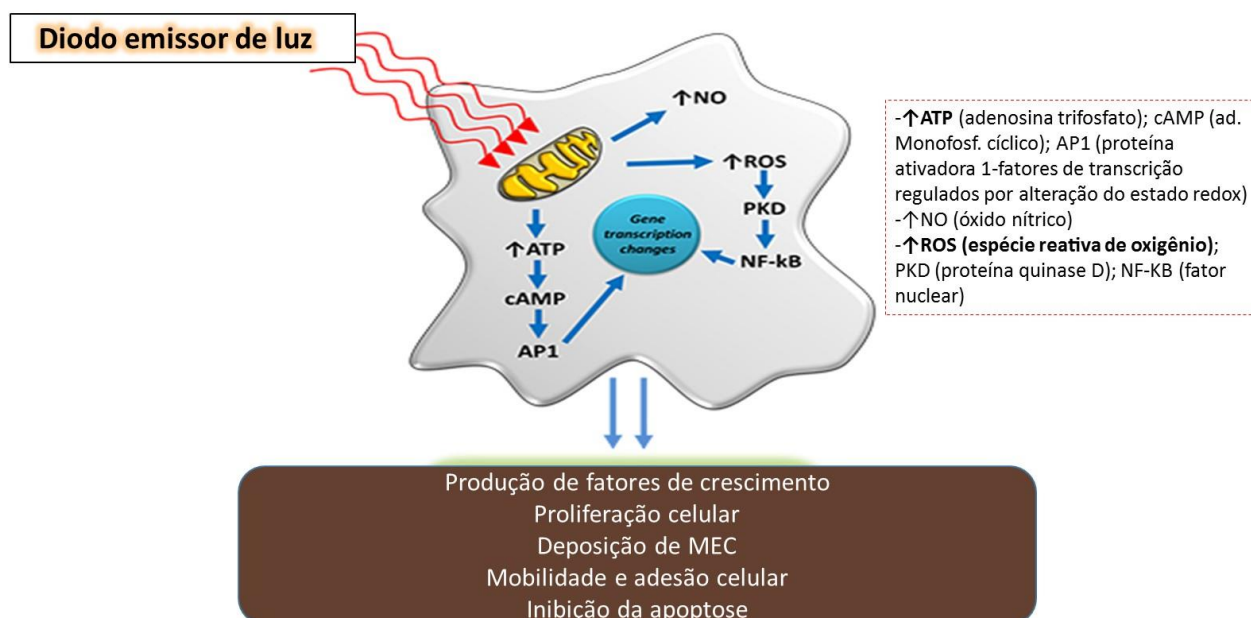 Diodo emissor de luz
↑NO
↑ROS
PKD
NF-kB
Gene
transcription
changes
↑ATP
cAMP
AP1
-↑ATP (adenosina trifosfato); cAMP (ad.
Monofosf. cíclico); AP1 (proteína
ativadora 1-fatores de transcrição
regulados por alteração do estado redox)
-↑NO (óxido nítrico)
-↑ROS (espécie reativa de oxigênio);
PKD (proteína quinase D); NF-KB (fator
nuclear)
Produção de fatores de crescimento
Proliferação celular
Deposição de MEC
Mobilidade e adesão celular
Inibição da apoptose